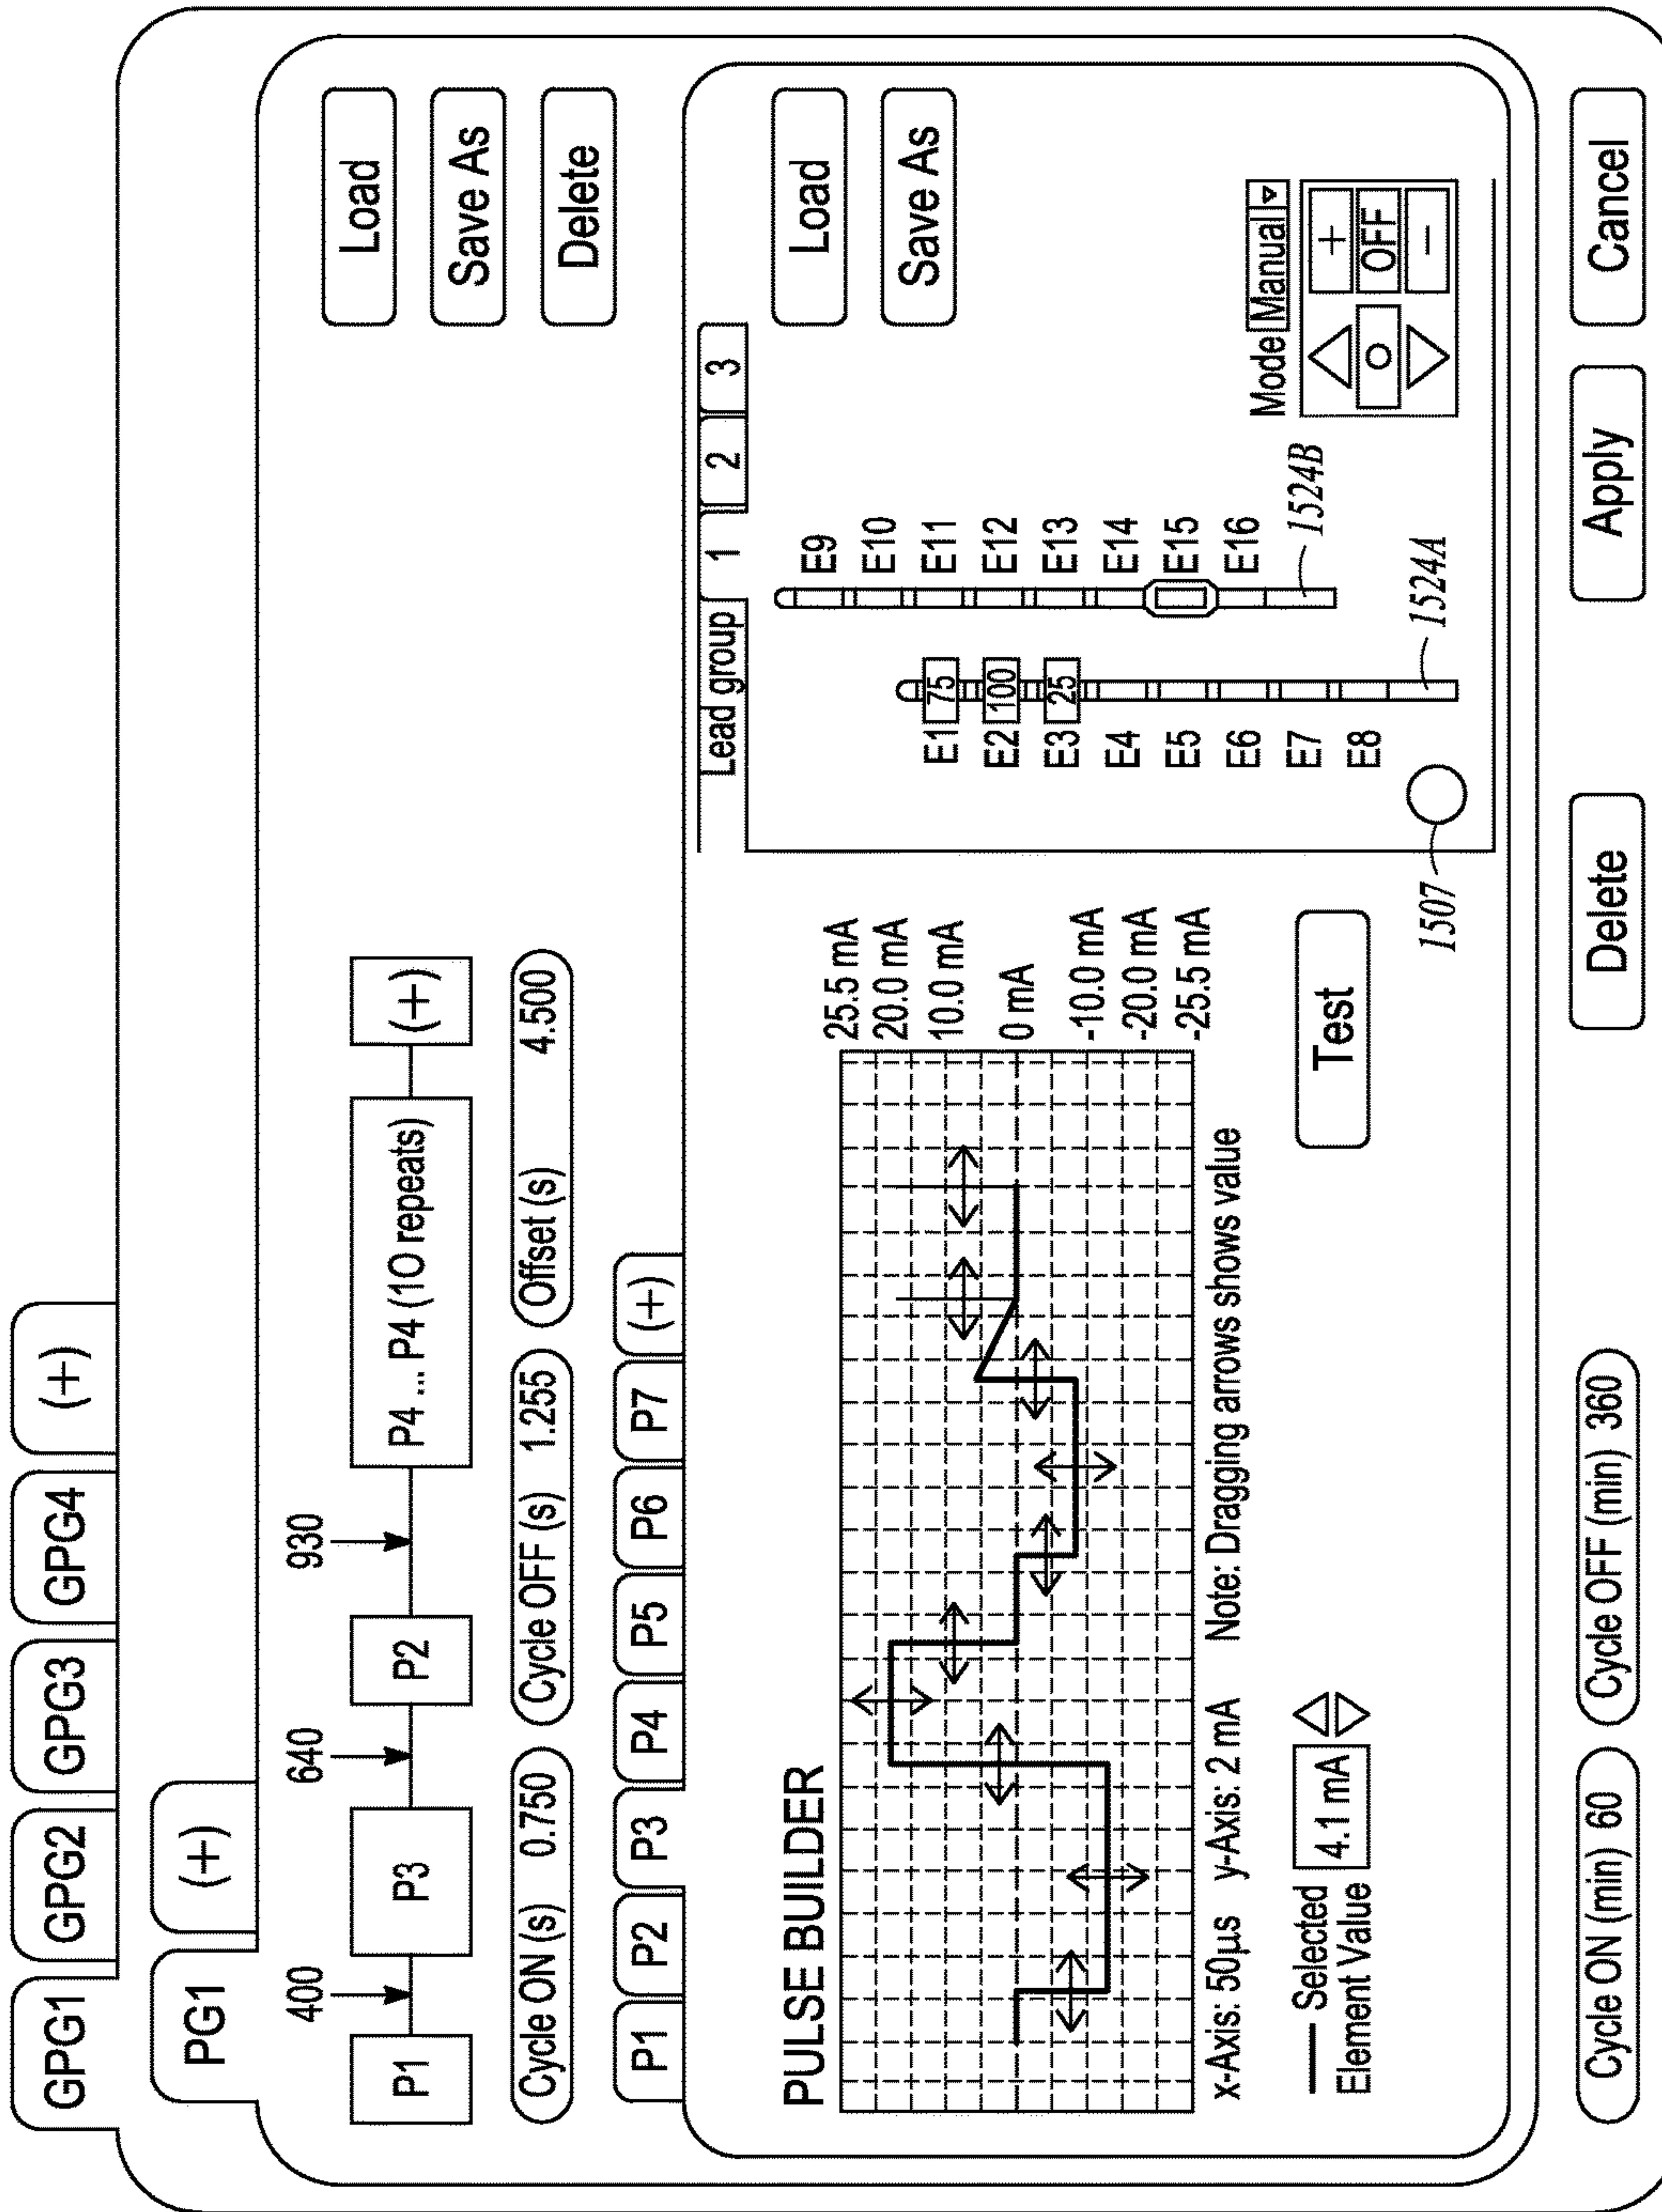 GPG1 GPG2 GPG3 GPG4 (+)
PG1 (+)
400 640 930
P1 P3 P2 P4 ... P4 (10 repeats) (+)
Load
Save As
Delete
Cycle ON (s) 0.750 Cycle OFF (s) 1.255 Offset (s) 4.500
P1 P2 P3 P4 P5 P6 P7 (+)
PULSE BUILDER
25.5 mA
20.0 mA
10.0 mA
0 mA
-10.0 mA
-20.0 mA
-25.5 mA
x-Axis: 50µs y-Axis: 2 mA Note: Dragging arrows shows value
Selected
Element Value
4.1 mA
Test
Lead group 1 2 3
E1 75
E2 100
E3 25
E4
E5
E6
E7
E8
E9
E10
E11
E12
E13
E14
E15
E16
1524B
1524A
1507
Load
Save As
Mode Manual
+
OFF
−
Cycle ON (min) 60 Cycle OFF (min) 360 Delete Apply Cancel